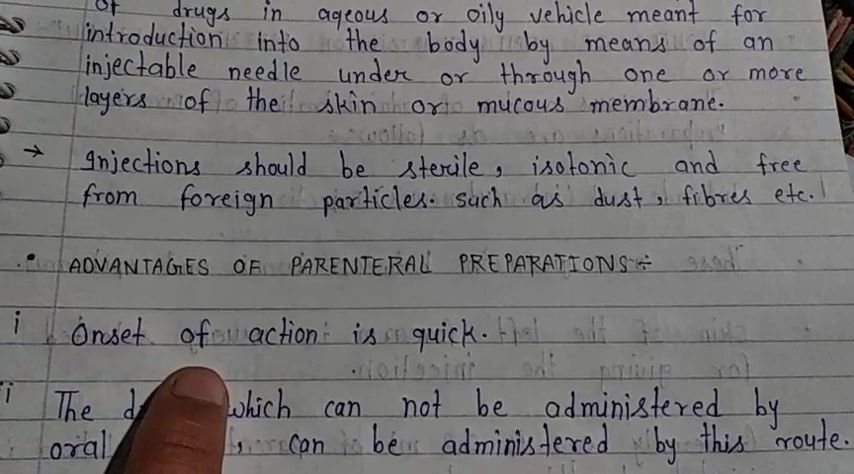 of drugs in aqeous or oily vehicle meant for
introduction into the body by means of an
injectable needle under or through one or more
layers of the skin or mucous membrane.
→ Injections should be sterile, isotonic and free
from foreign particles. such as dust, fibres etc.
• ADVANTAGES OF PARENTERAL PREPARATIONS÷
i Onset of action is quick.
The which can not be administered by
oral , can be administered by this route.